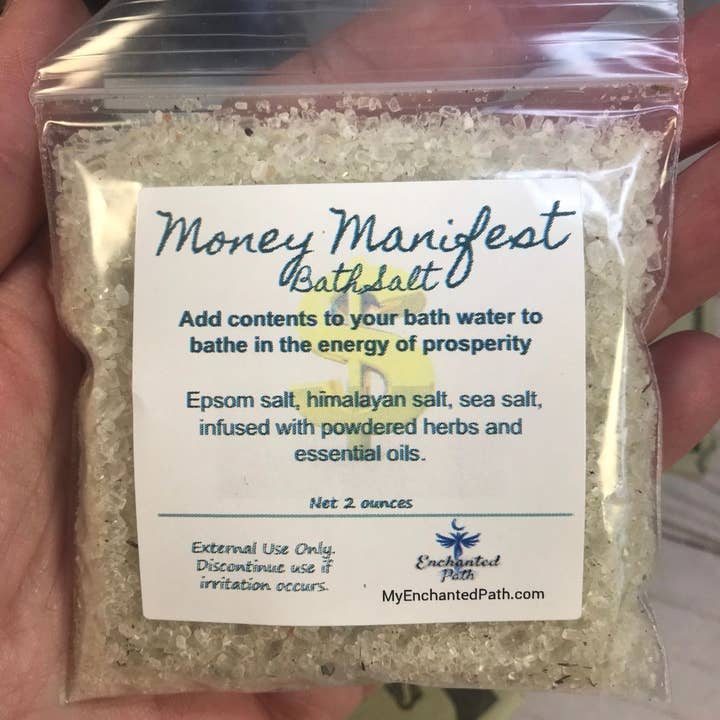 Money Manifest
Bath Salt
Add contents to your bath water to
bathe in the energy of prosperity
Epsom salt, himalayan salt, sea salt,
infused with powdered herbs and
essential oils.
Net 2 ounces
External Use Only.
Discontinue use if
irritation occurs.
Enchanted
Path
MyEnchantedPath.com